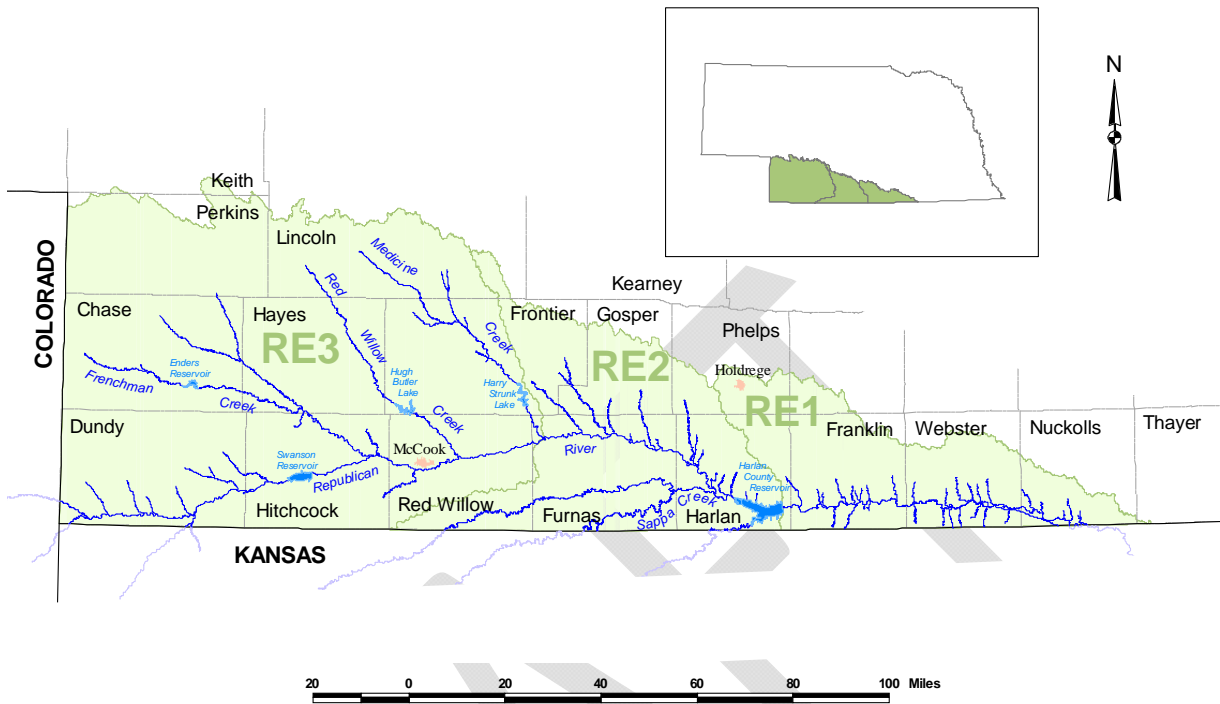 N
Keith
Perkins
Lincoln
Medicine
Creek
COLORADO
Chase
Hayes
Red
Willow
Creek
Kearney
Frontier
Gosper
Phelps
RE3
RE2
RE1
Holdrege
Enders
Reservoir
Frenchman
Creek
Hugh
Butler
Lake
Harry
Strunk
Lake
Dundy
McCook
Swanson
Reservoir
Republican
River
Franklin
Webster
Nuckolls
Thayer
Harlan
County
Reservoir
Hitchcock
Red Willow
Furnas
Sappa Creek
Harlan
KANSAS
20 0 20 40 60 80 100 Miles